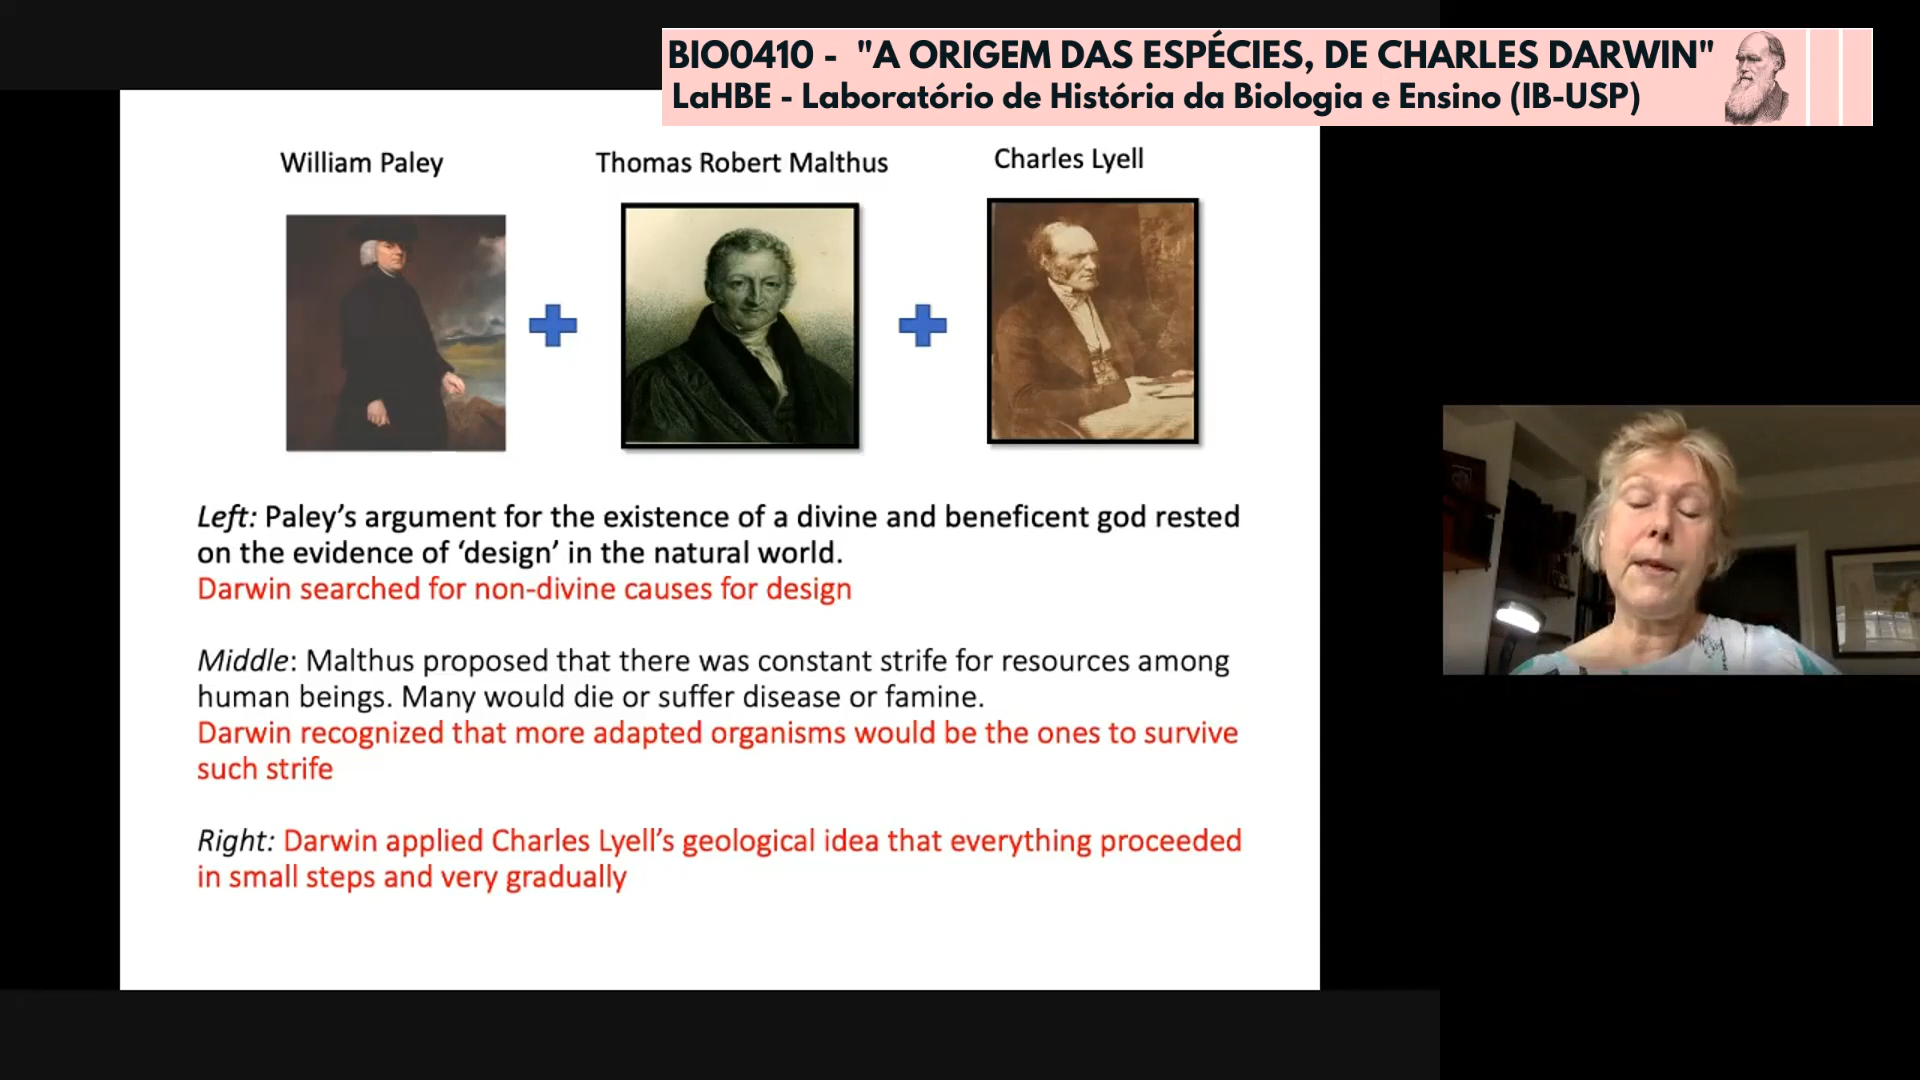 BIO0410 - "A ORIGEM DAS ESPÉCIES, DE CHARLES DARWIN"
LaHBE - Laboratório de História da Biologia e Ensino (IB-USP)
William Paley
Thomas Robert Malthus
Charles Lyell
Left: Paley’s argument for the existence of a divine and beneficent god rested
on the evidence of ‘design’ in the natural world.
Darwin searched for non-divine causes for design
Middle: Malthus proposed that there was constant strife for resources among
human beings. Many would die or suffer disease or famine.
Darwin recognized that more adapted organisms would be the ones to survive
such strife
Right: Darwin applied Charles Lyell’s geological idea that everything proceeded
in small steps and very gradually